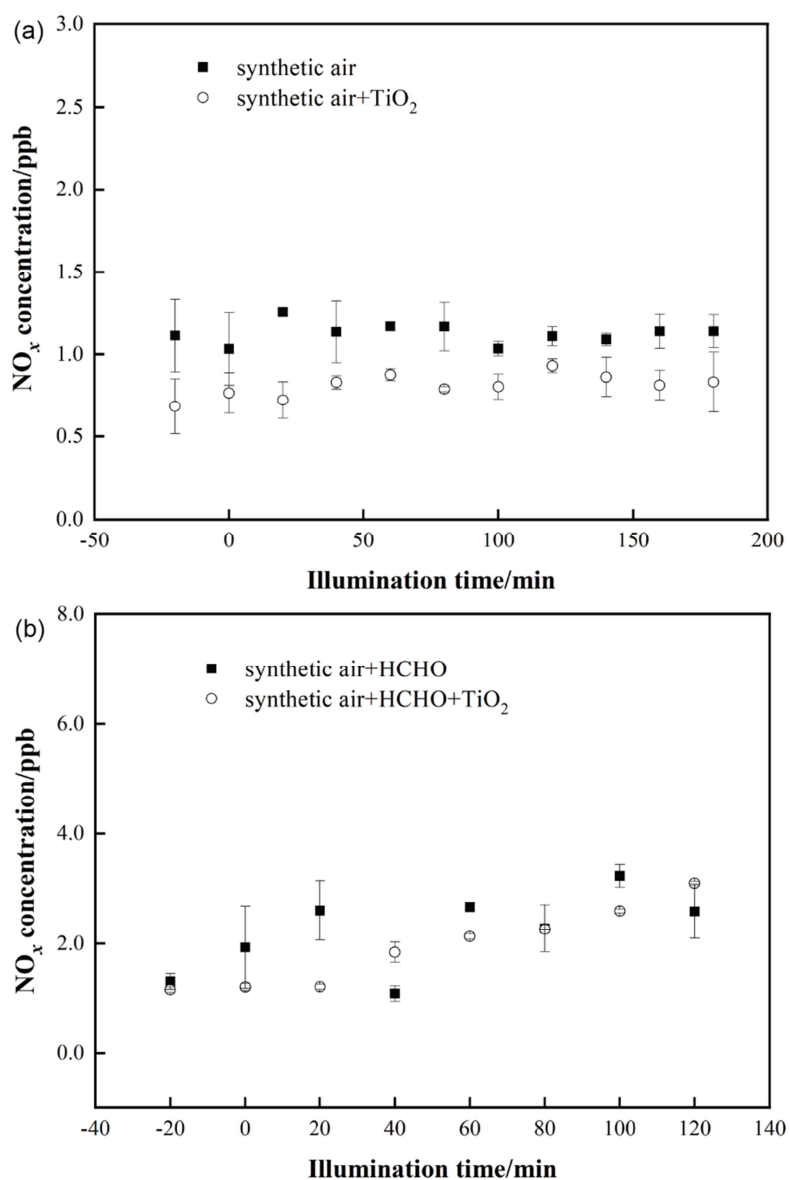 (a)
3.0
synthetic air
synthetic air+TiO₂
2.5
2.0
1.5
1.0
0.5
0.0
NOx concentration/ppb
-50 0 50 100 150 200
Illumination time/min
(b)
8.0
synthetic air+HCHO
synthetic air+HCHO+TiO₂
6.0
4.0
2.0
0.0
NOx concentration/ppb
-40 -20 0 20 40 60 80 100 120 140
Illumination time/min